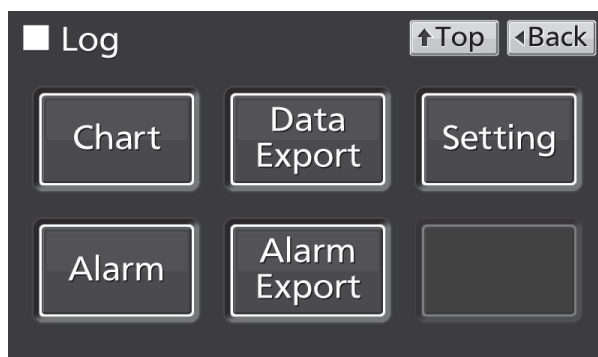 Log
↑Top
◂Back
Chart
Data
Export
Setting
Alarm
Alarm
Export